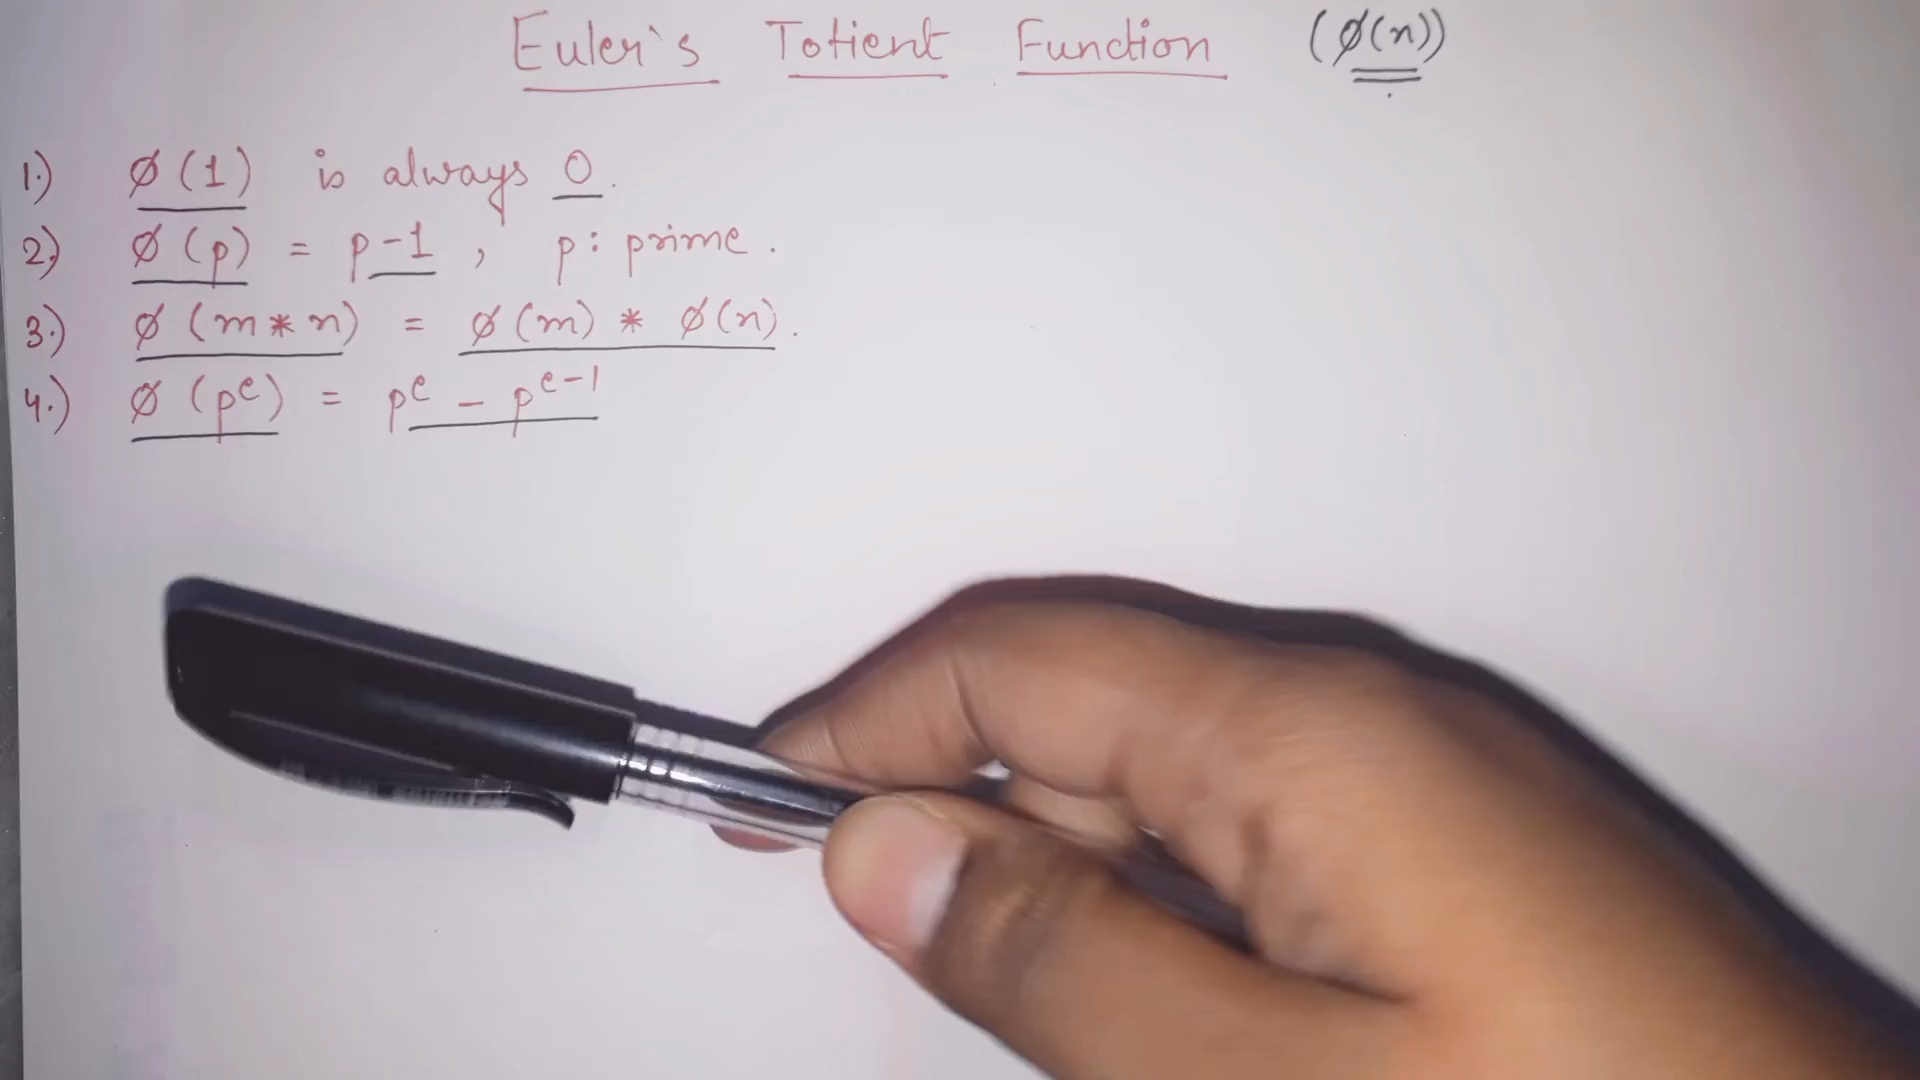 Euler's Totient Function (ϕ(n))
1.) ϕ(1) is always 0.
2.) ϕ(p) = p-1, p: prime.
3.) ϕ(m*n) = ϕ(m) * ϕ(n).
4.) ϕ(p^e) = p^e - p^(e-1)